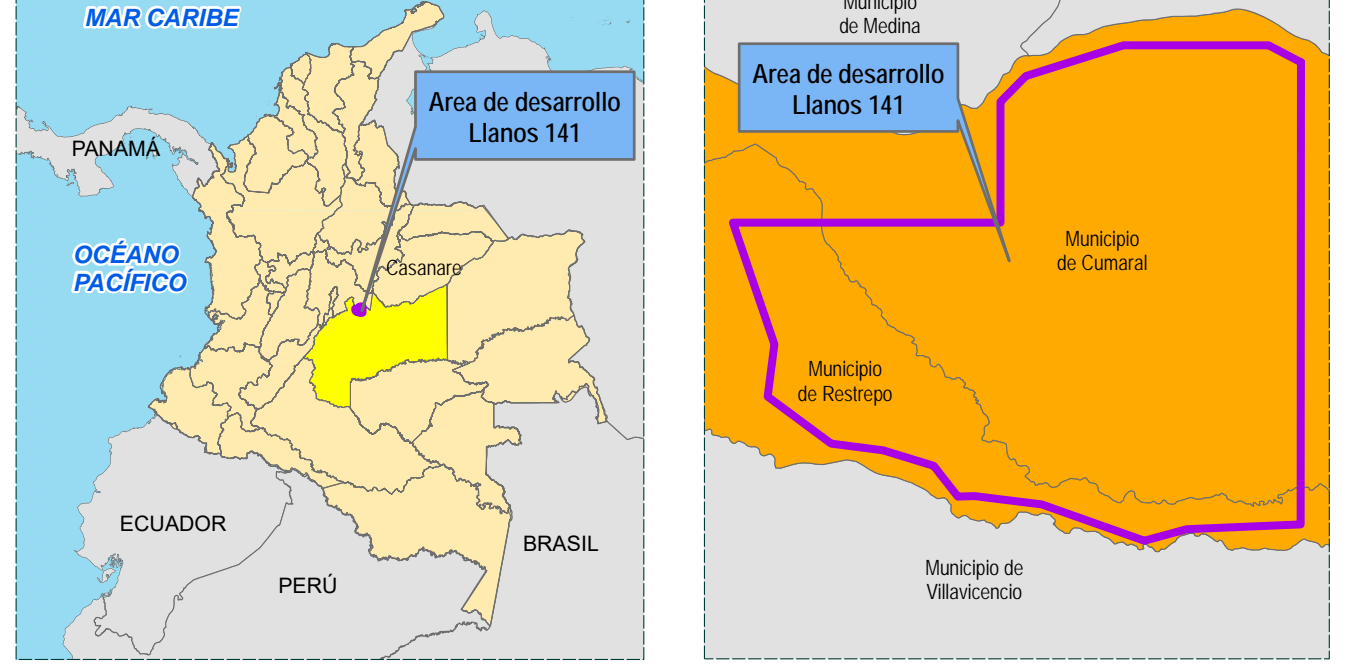 MAR CARIBE
Area de desarrollo
Llanos 141
PANAMÁ
OCÉANO
PACÍFICO
Casanare
ECUADOR
BRASIL
PERÚ
Municipio
de Medina
Area de desarrollo
Llanos 141
Municipio
de Cumaral
Municipio
de Restrepo
Municipio de
Villavicencio